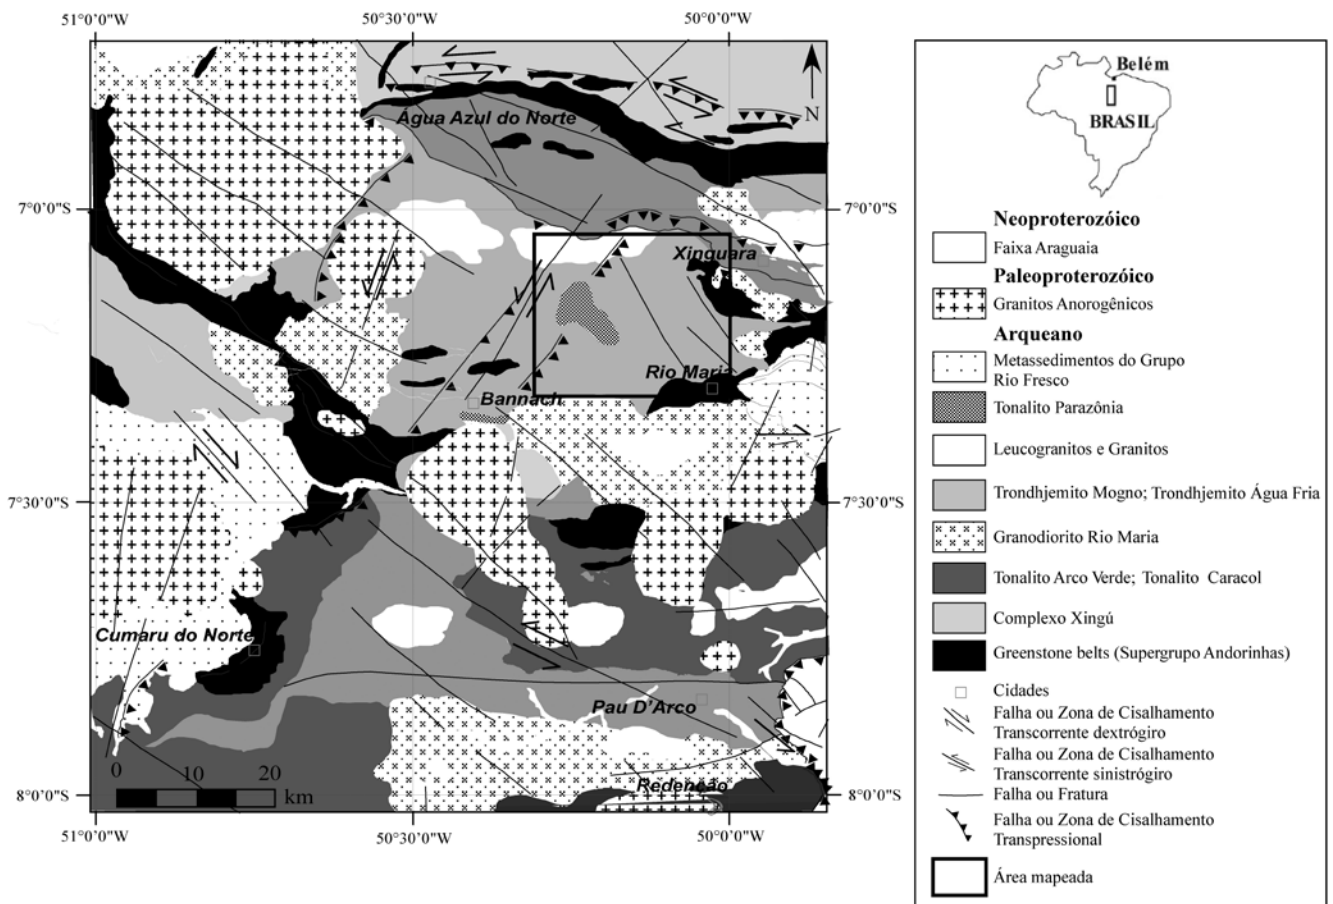 51°0'0"W
50°30'0"W
50°0'0"W
N
Água Azul do Norte
7°0'0"S
7°0'0"S
Xinguara
Rio Maria
Bannach
7°30'0"S
7°30'0"S
Cumaru do Norte
Pau D'Arco
Redenção
0
10
20
km
8°0'0"S
8°0'0"S
51°0'0"W
50°30'0"W
50°0'0"W
Belém
BRASIL
Neoproterozóico
Faixa Araguaia
Paleoproterozóico
Granitos Anorogênicos
Arqueano
Metassedimentos do Grupo
Rio Fresco
Tonalito Parazônia
Leucogranitos e Granitos
Trondhjemito Mogno; Trondhjemito Água Fria
Granodiorito Rio Maria
Tonalito Arco Verde; Tonalito Caracol
Complexo Xingú
Greenstone belts (Supergrupo Andorinhas)
Cidades
Falha ou Zona de Cisalhamento
Transcorrente dextrógiro
Falha ou Zona de Cisalhamento
Transcorrente sinistrógiro
Falha ou Fratura
Falha ou Zona de Cisalhamento
Transpressional
Área mapeada